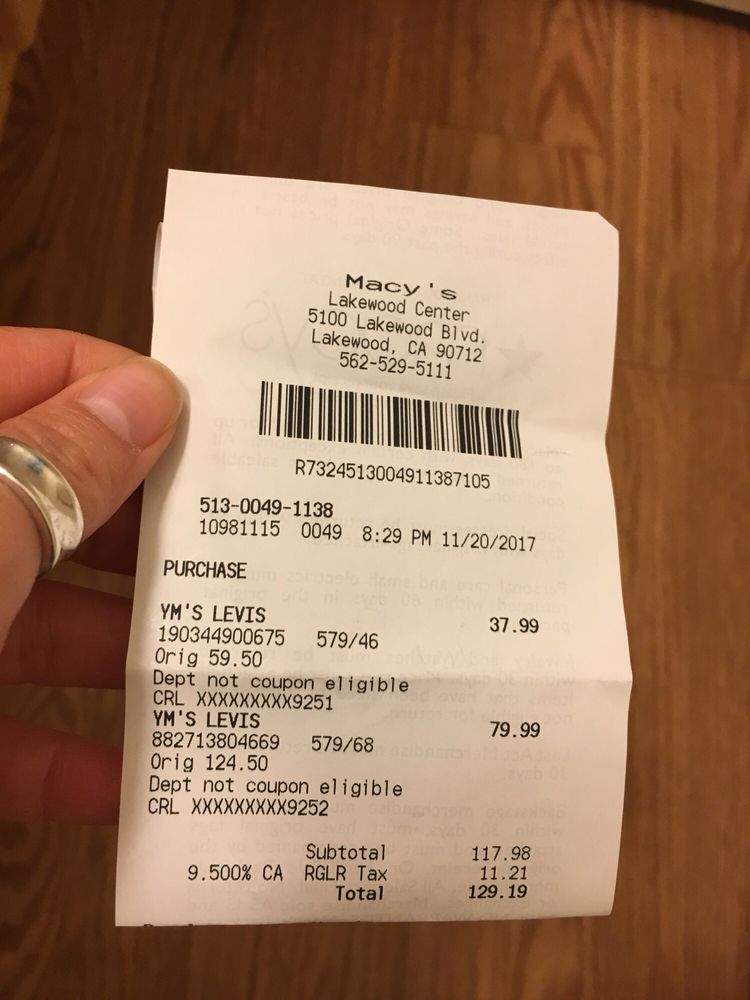 Macy's
Lakewood Center
5100 Lakewood Blvd.
Lakewood, CA 90712
562-529-5111
R7324513004911387105
513-0049-1138
10981115 0049 8:29 PM 11/20/2017
PURCHASE
YM'S LEVIS 37.99
190344900675 579/46
Orig 59.50
Dept not coupon eligible
CRL XXXXXXXXX9251
YM'S LEVIS 79.99
882713804669 579/68
Orig 124.50
Dept not coupon eligible
CRL XXXXXXXXX9252
Subtotal 117.98
9.500% CA RGLR Tax 11.21
Total 129.19